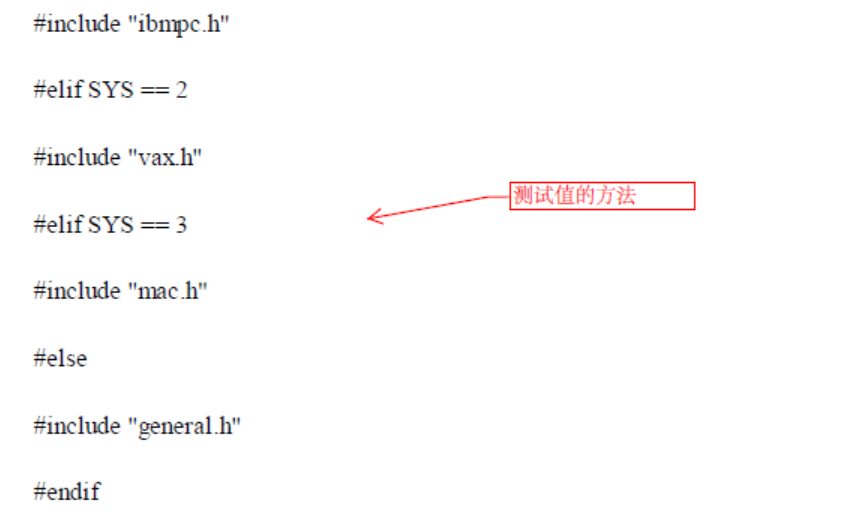 #include "ibmpc.h"
#elif SYS == 2
#include "vax.h"
测试值的方法
#elif SYS == 3
#include "mac.h"
#else
#include "general.h"
#endif